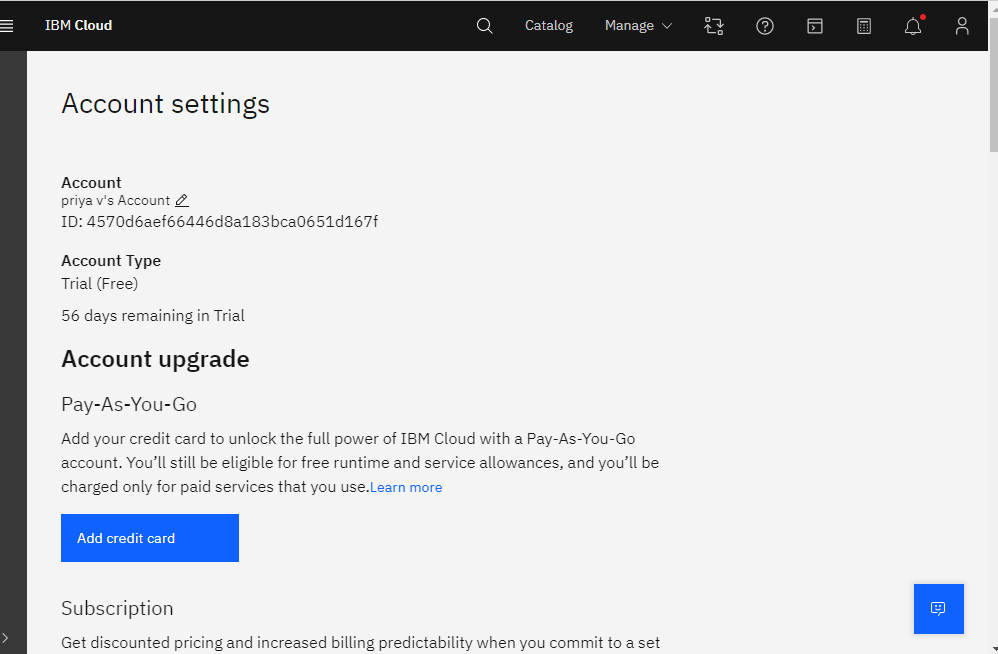 IBM Cloud
Catalog
Manage
Account settings
Account
priya v's Account
ID: 4570d6aef66446d8a183bca0651d167f
Account Type
Trial (Free)
56 days remaining in Trial
Account upgrade
Pay-As-You-Go
Add your credit card to unlock the full power of IBM Cloud with a Pay-As-You-Go
account. You’ll still be eligible for free runtime and service allowances, and you’ll be
charged only for paid services that you use.Learn more
Add credit card
Subscription
Get discounted pricing and increased billing predictability when you commit to a set